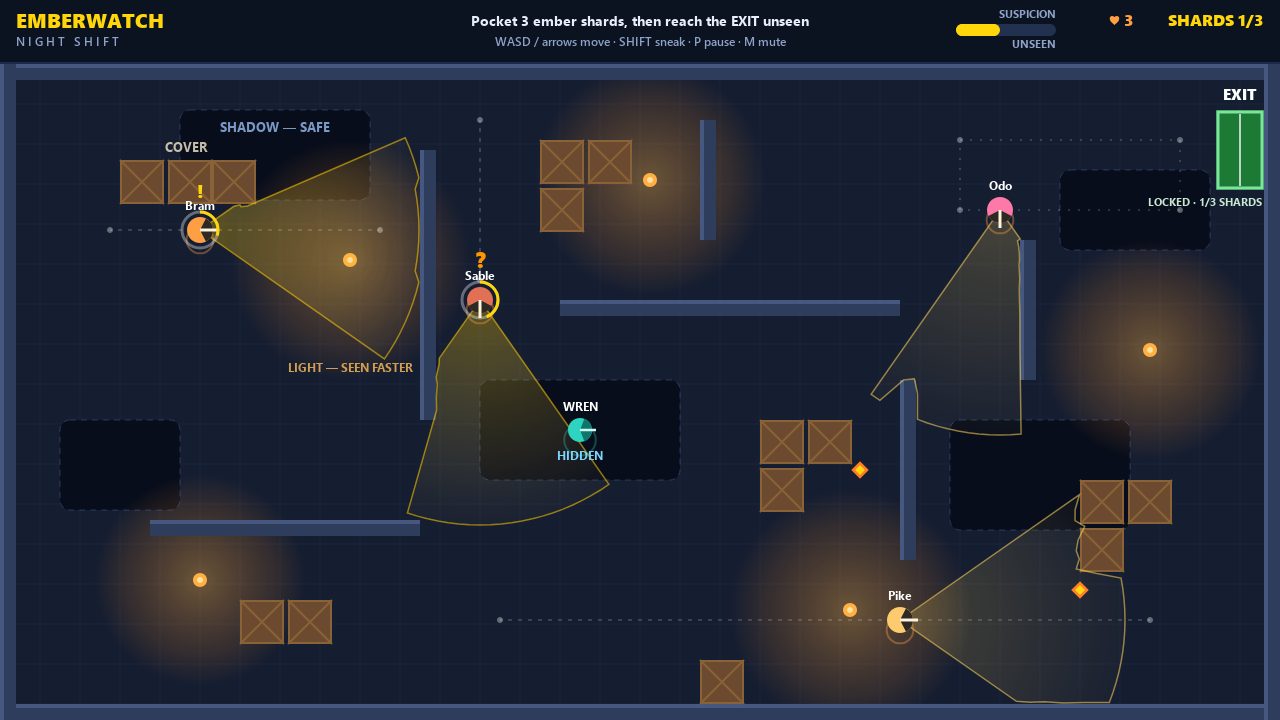 EMBERWATCH
NIGHT SHIFT
Pocket 3 ember shards, then reach the EXIT unseen
WASD / arrows move · SHIFT sneak · P pause · M mute
SUSPICION
UNSEEN
♥ 3
SHARDS 1/3
EXIT
LOCKED · 1/3 SHARDS
SHADOW — SAFE
COVER
!
Bram
?
Sable
Odo
LIGHT — SEEN FASTER
WREN
HIDDEN
Pike